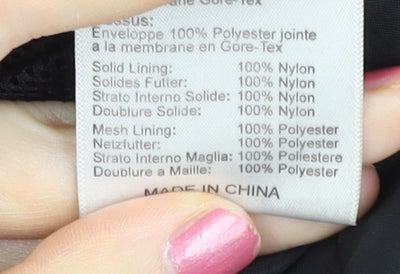 Gore-Tex
Enveloppe 100% Polyester jointe
a la membrane en Gore-Tex
Solid Lining: 100% Nylon
Solides Futter: 100% Nylon
Strato Interno Solide: 100% Nylon
Doublure Solide: 100% Nylon
Mesh Lining: 100% Polyester
Netzfutter: 100% Polyester
Strato Interno Maglia: 100% Poliestere
Doublure a Maille: 100% Polyester
MADE IN CHINA